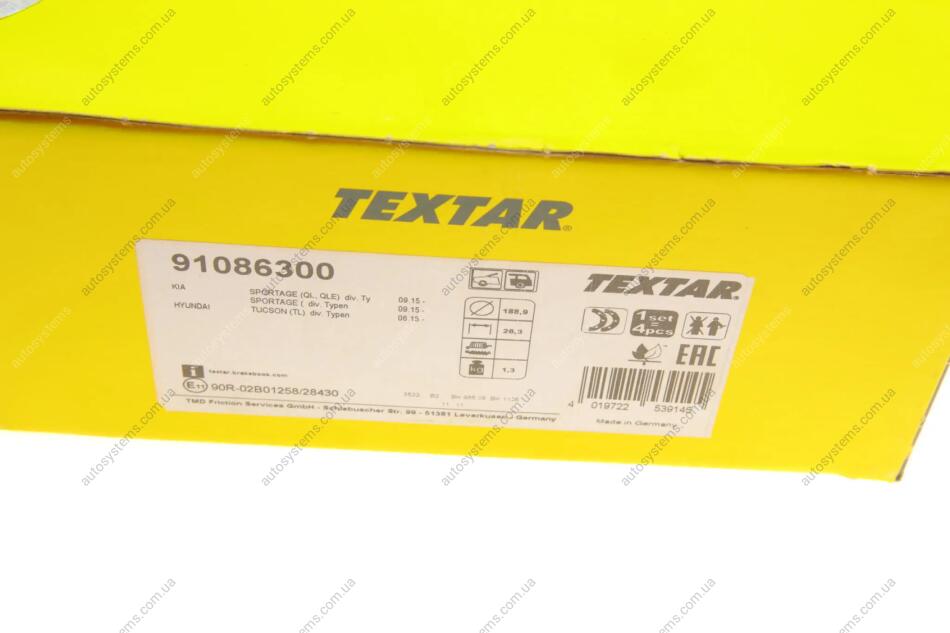 TEXTAR
91086300
KIA SPORTAGE (QL, QLE) div. Ty 09.15 -
SPORTAGE ( div. Typen 09.15 -
HYUNDAI TUCSON (TL) div. Typen 06.15 -
188,9
26,3
kg 1,3
TEXTAR
1 set = 4 pcs
EAC
i textar.brakebook.com
E11 90R-02B01258/28430
TMD Friction Services GmbH - Schlebuscher Str. 99 - 51381 Leverkusen / Germany
4 019722 539145
Made in Germany
autosystems.com.ua